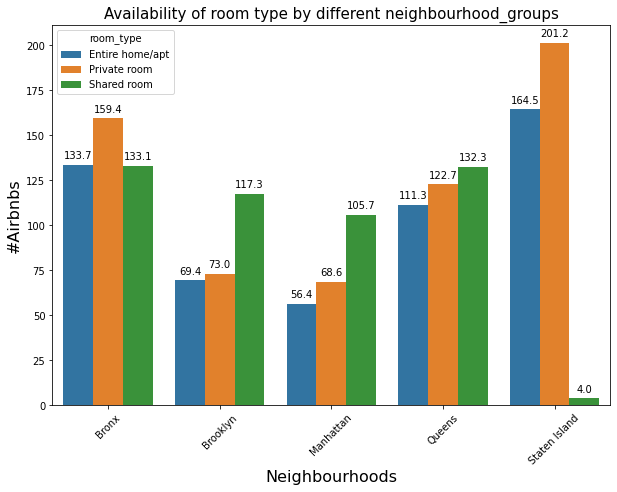 Availability of room type by different neighbourhood_groups
room_type
Entire home/apt
Private room
Shared room
#Airbnbs
200
175
150
125
100
75
50
25
0
133.7
159.4
133.1
69.4
73.0
117.3
56.4
68.6
105.7
111.3
122.7
132.3
164.5
201.2
4.0
Bronx
Brooklyn
Manhattan
Queens
Staten Island
Neighbourhoods